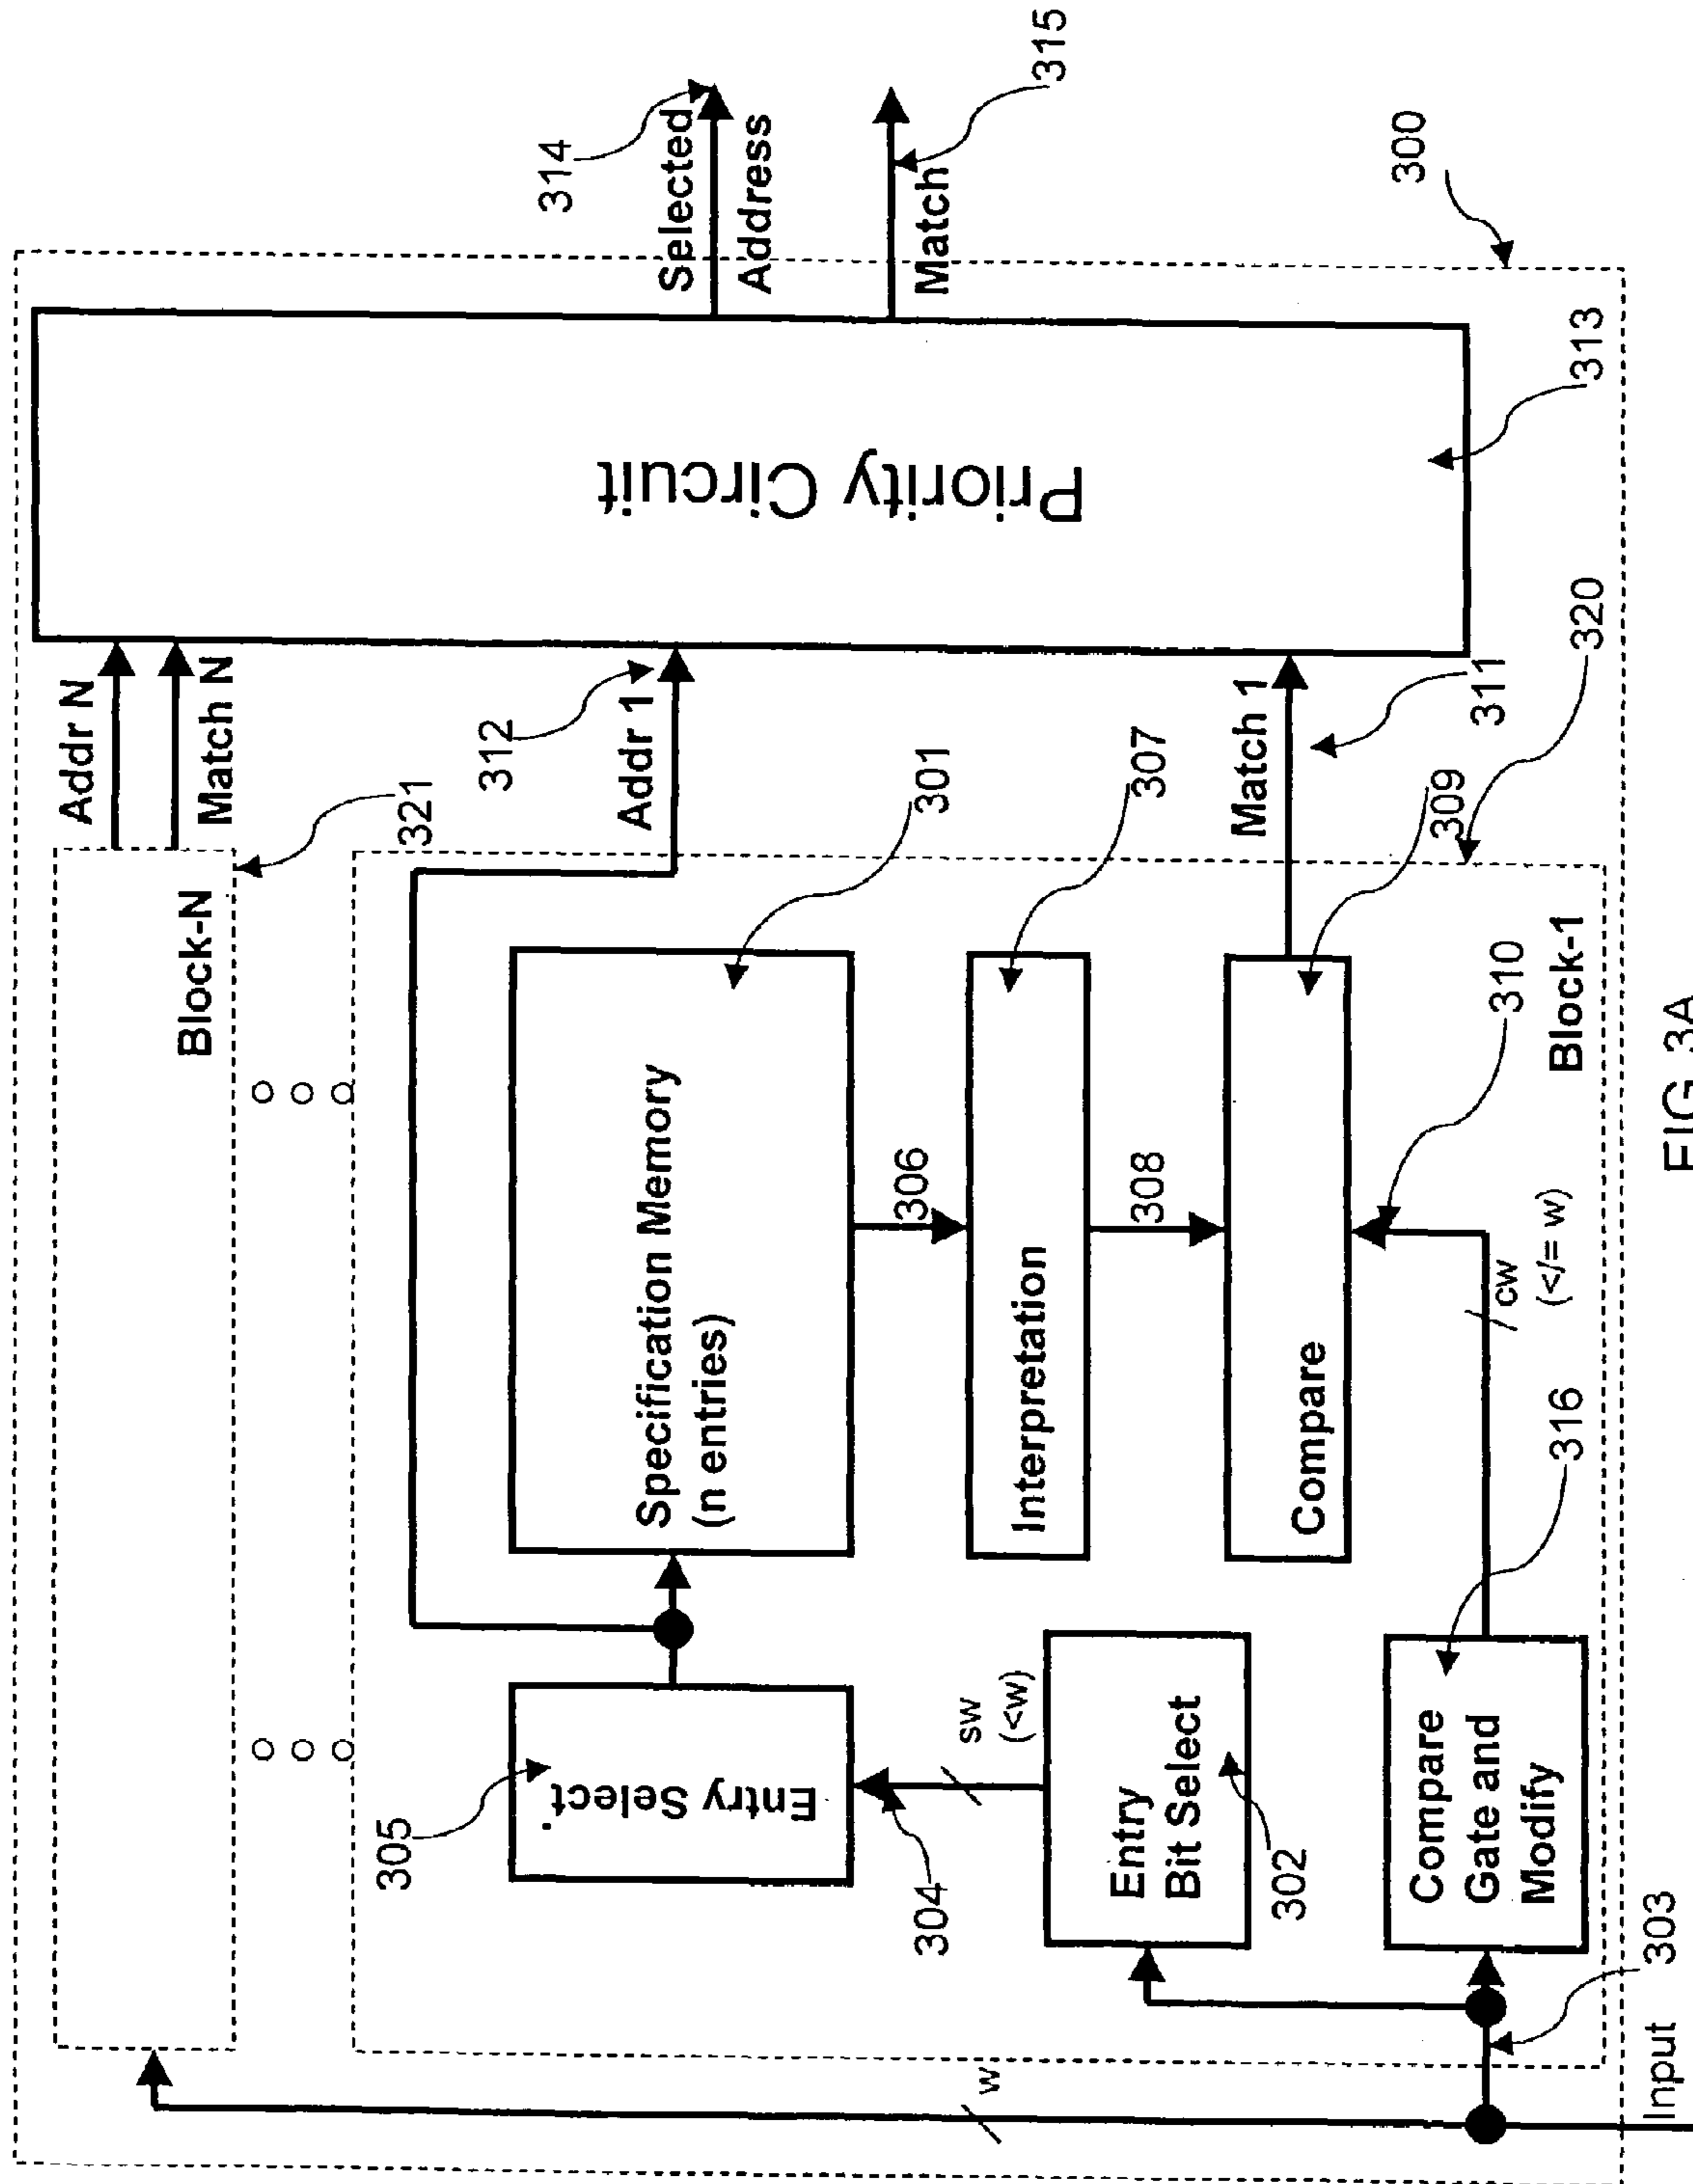 314
Selected
Address
315
Match
300
Priority Circuit
313
320
Addr N
Match N
321
312
Addr 1
Match 1
311
Block-N
301
307
309
310
Block-1
Specification Memory
(n entries)
306
Interpretation
308
Compare
cw
(</= w)
316
305
Entry Select
304
sw
(<w)
Entry
Bit Select
302
Compare
Gate and
Modify
w
Input
303
FIG. 3A